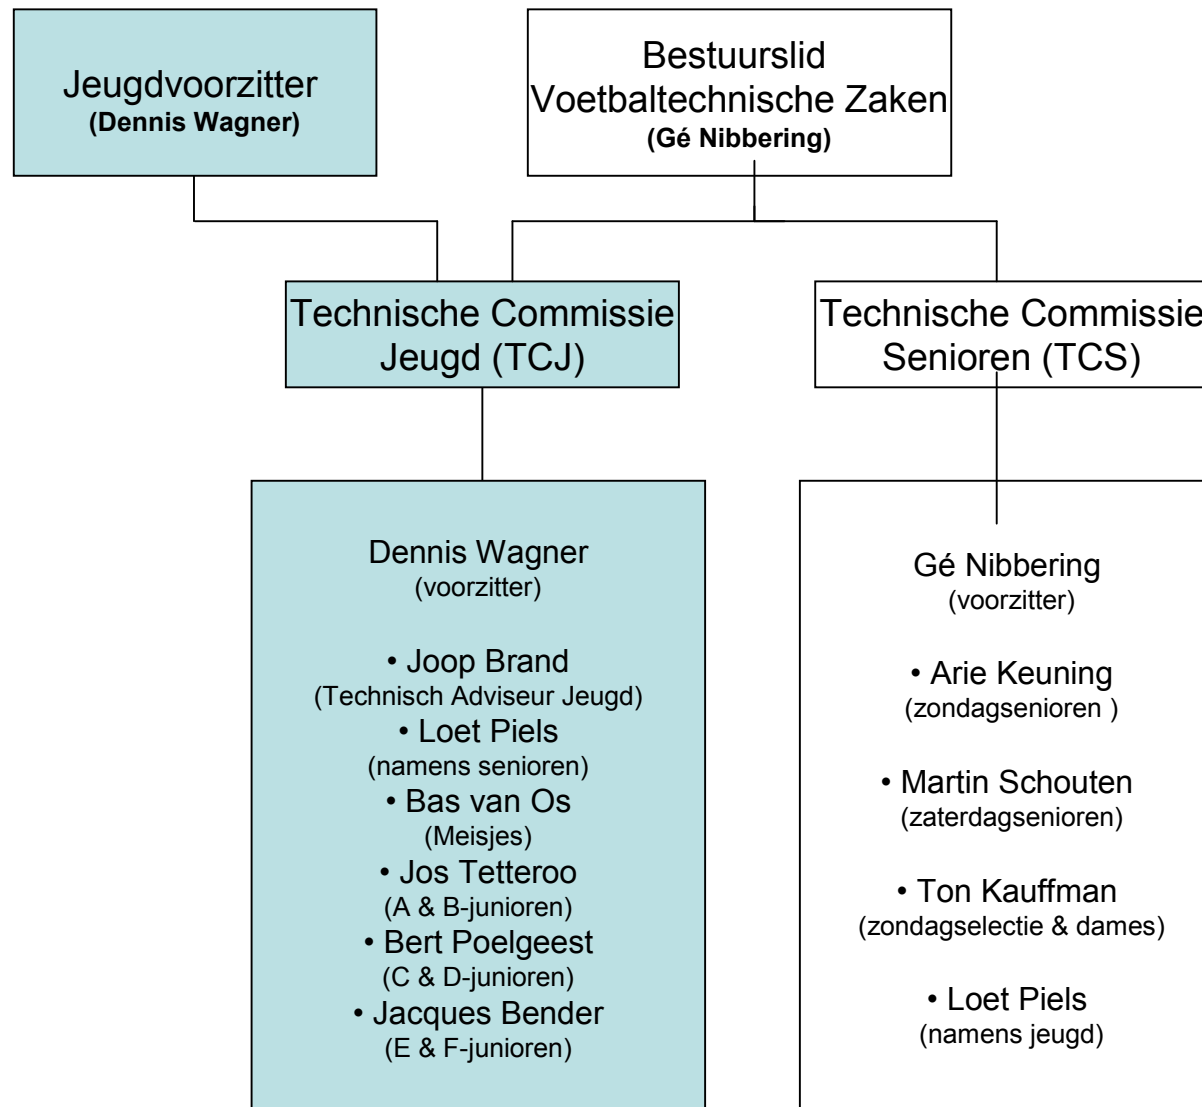 Jeugdvoorzitter
(Dennis Wagner)
Bestuurslid
Voetbaltechnische Zaken
(Gé Nibbering)
Technische Commissie
Jeugd (TCJ)
Technische Commissie
Senioren (TCS)
Dennis Wagner
(voorzitter)
• Joop Brand
(Technisch Adviseur Jeugd)
• Loet Piels
(namens senioren)
• Bas van Os
(Meisjes)
• Jos Tetteroo
(A & B-junioren)
• Bert Poelgeest
(C & D-junioren)
• Jacques Bender
(E & F-junioren)
Gé Nibbering
(voorzitter)
• Arie Keuning
(zondagsenioren )
• Martin Schouten
(zaterdagsenioren)
• Ton Kauffman
(zondagselectie & dames)
• Loet Piels
(namens jeugd)